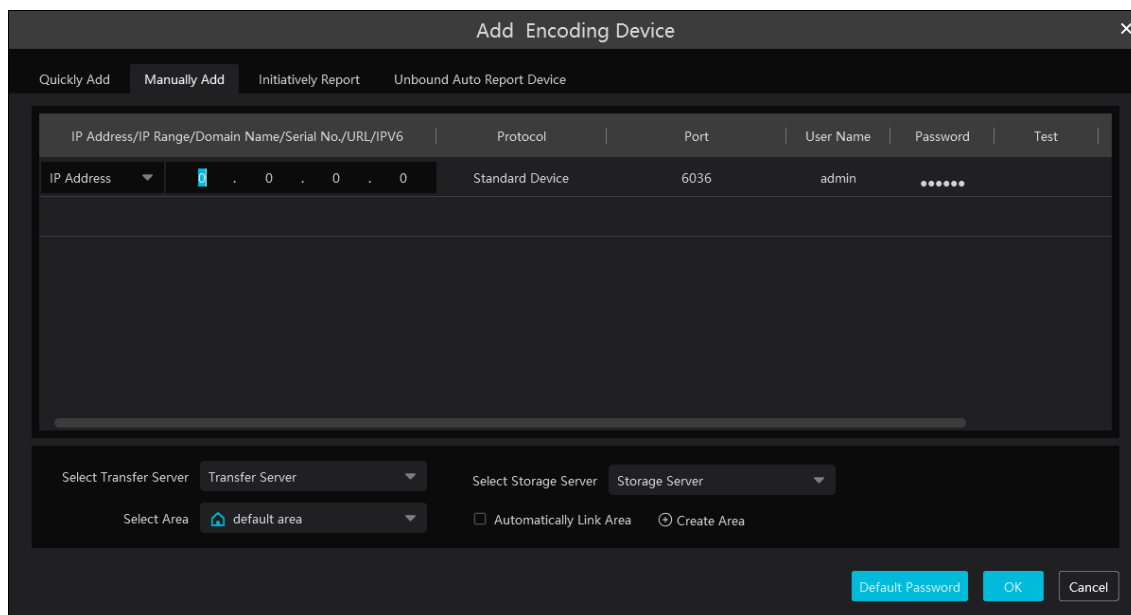 Add Encoding Device
Quickly Add Manually Add Initiatively Report Unbound Auto Report Device
IP Address/IP Range/Domain Name/Serial No./URL/IPV6 Protocol Port User Name Password Test
IP Address 0 . 0 . 0 . 0 Standard Device 6036 admin ●●●●●●
Select Transfer Server Transfer Server Select Storage Server Storage Server
Select Area default area Automatically Link Area Create Area
Default Password OK Cancel